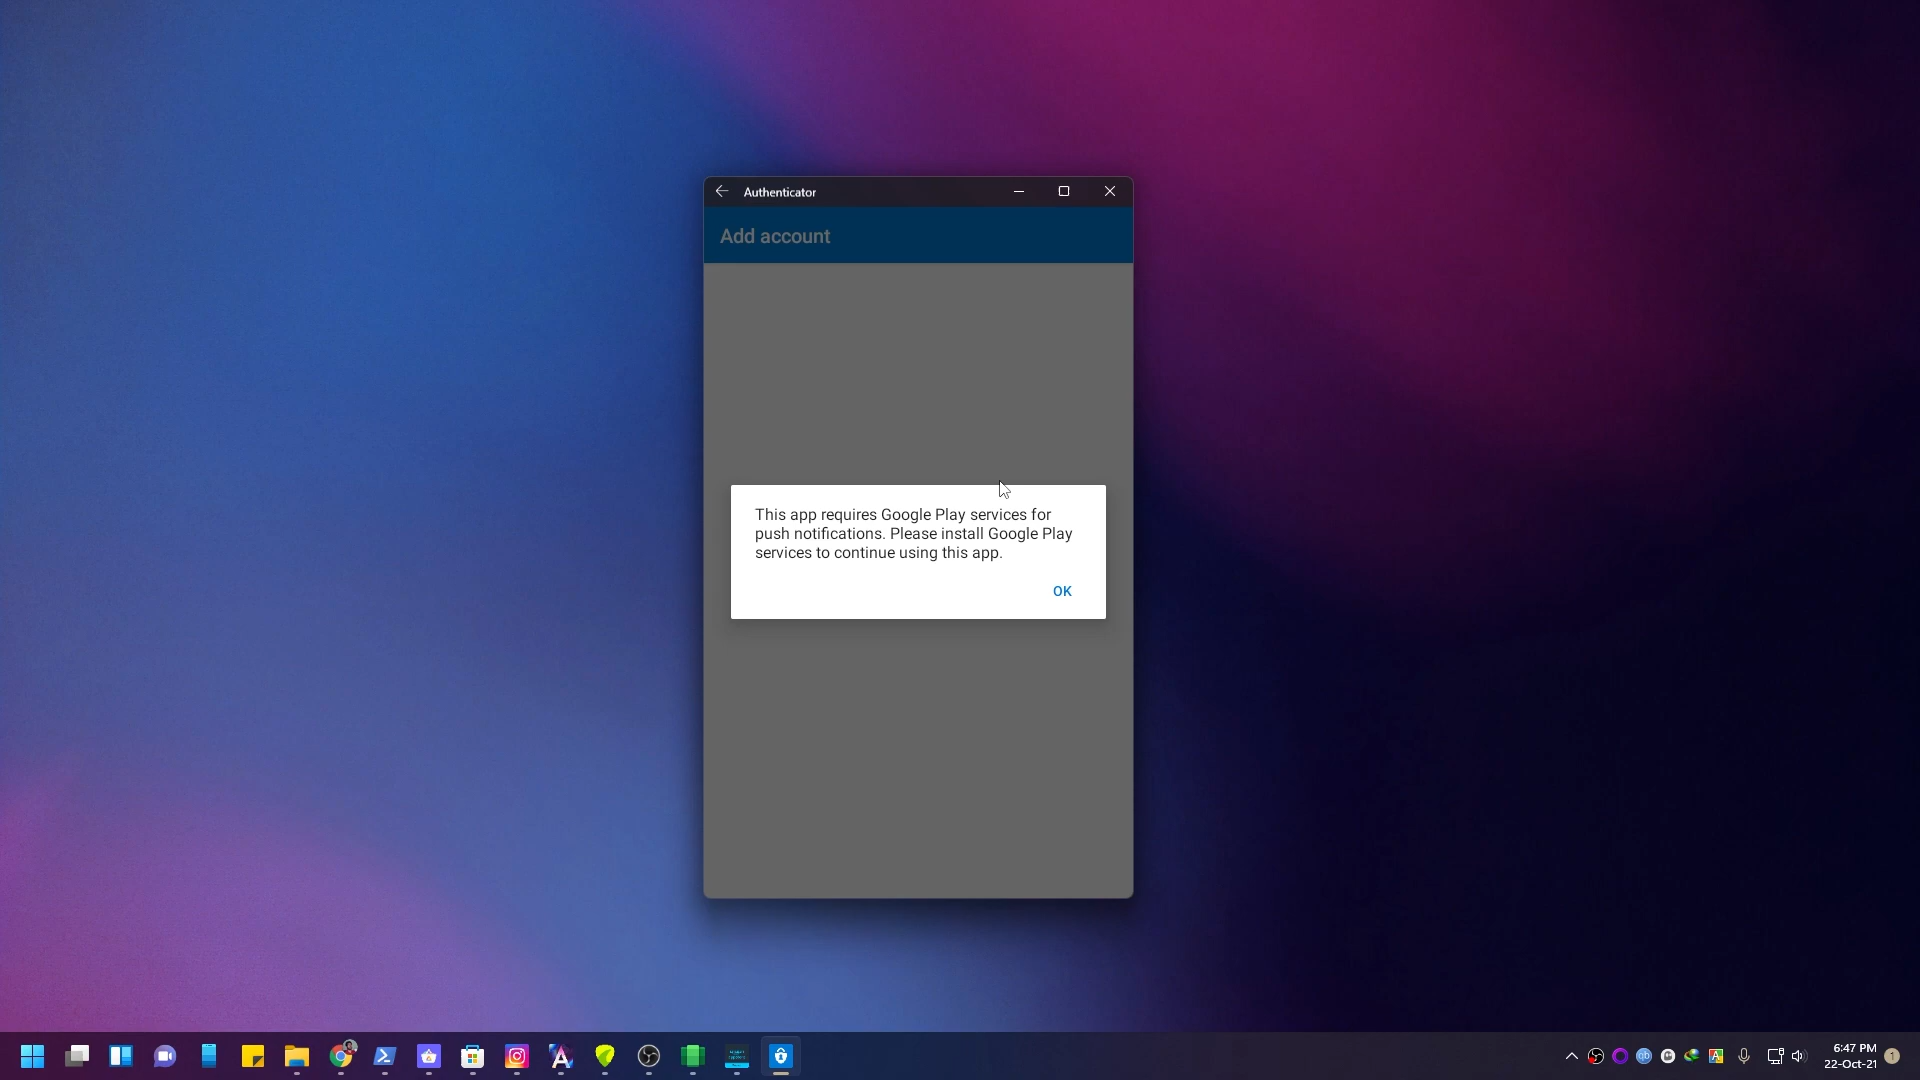 Authenticator
Add account
This app requires Google Play services for
push notifications. Please install Google Play
services to continue using this app.
OK
6:47 PM
22-Oct-21
1